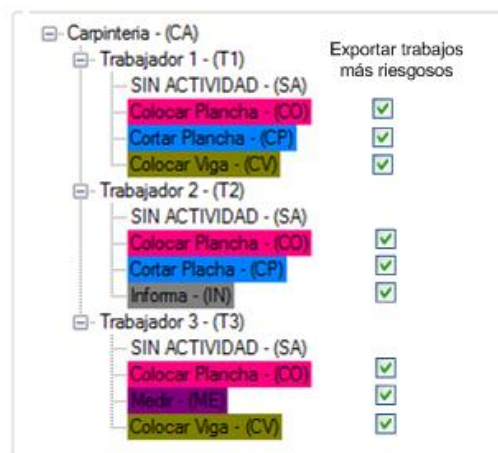 Carpinteria - (CA)
Exportar trabajos
más riesgosos
Trabajador 1 - (T1)
SIN ACTIVIDAD - (SA)
Colocar Plancha - (CO)
Cortar Plancha - (CP)
Colocar Viga - (CV)
Trabajador 2 - (T2)
SIN ACTIVIDAD - (SA)
Colocar Plancha - (CO)
Cortar Placha - (CP)
Informa - (IN)
Trabajador 3 - (T3)
SIN ACTIVIDAD - (SA)
Colocar Plancha - (CO)
Medir - (ME)
Colocar Viga - (CV)